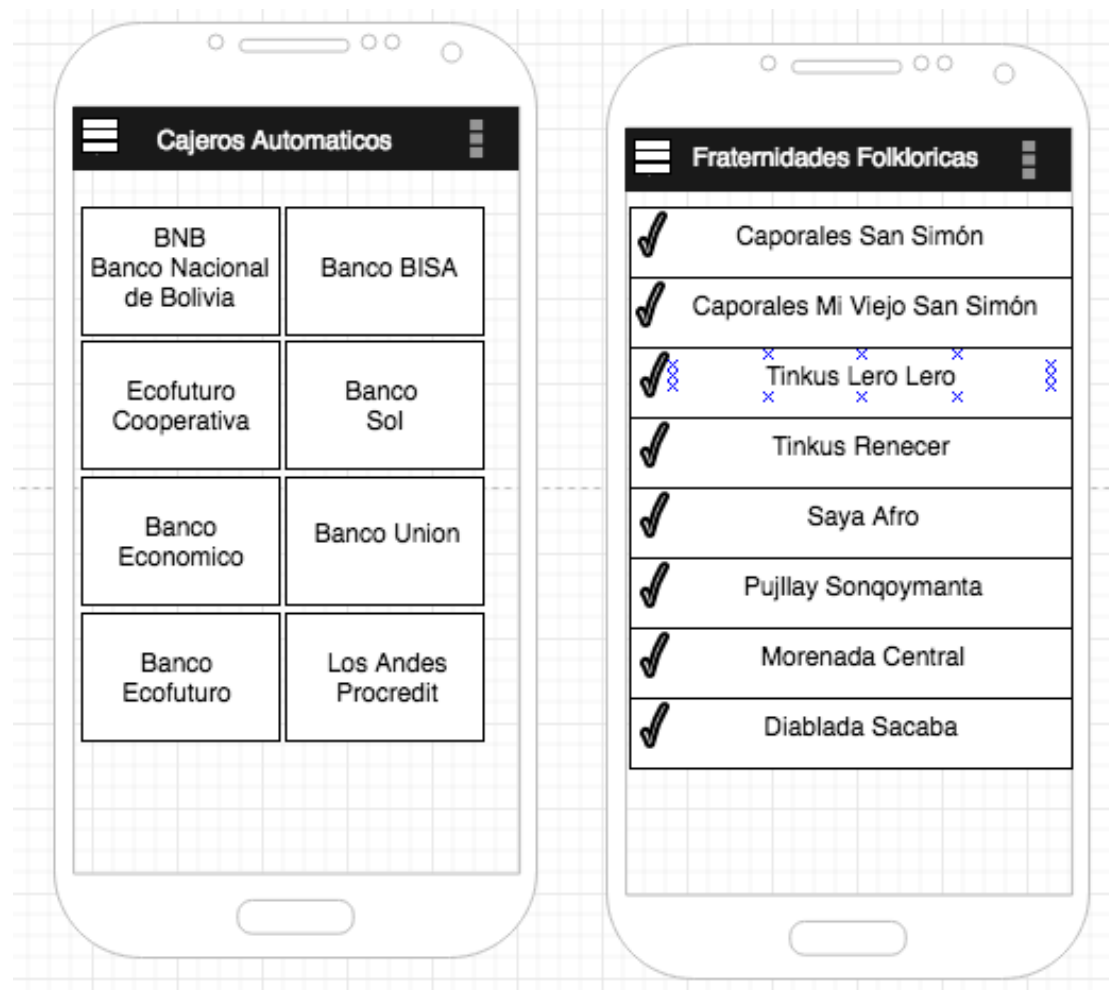 Cajeros Automaticos
BNB
Banco Nacional
de Bolivia
Banco BISA
Ecofuturo
Cooperativa
Banco
Sol
Banco
Economico
Banco Union
Banco
Ecofuturo
Los Andes
Procredit
Fraternidades Folkloricas
Caporales San Simón
Caporales Mi Viejo San Simón
Tinkus Lero Lero
Tinkus Renecer
Saya Afro
Pujllay Sonqoymanta
Morenada Central
Diablada Sacaba